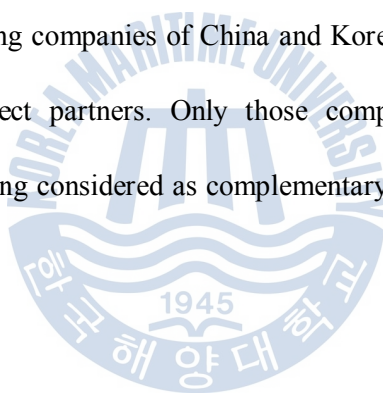 ng companies of China and Kore
KOREA MARITIME UNIVERSITY
ect partners. Only those comp
ng considered as complementary
1945
한국해양대학교